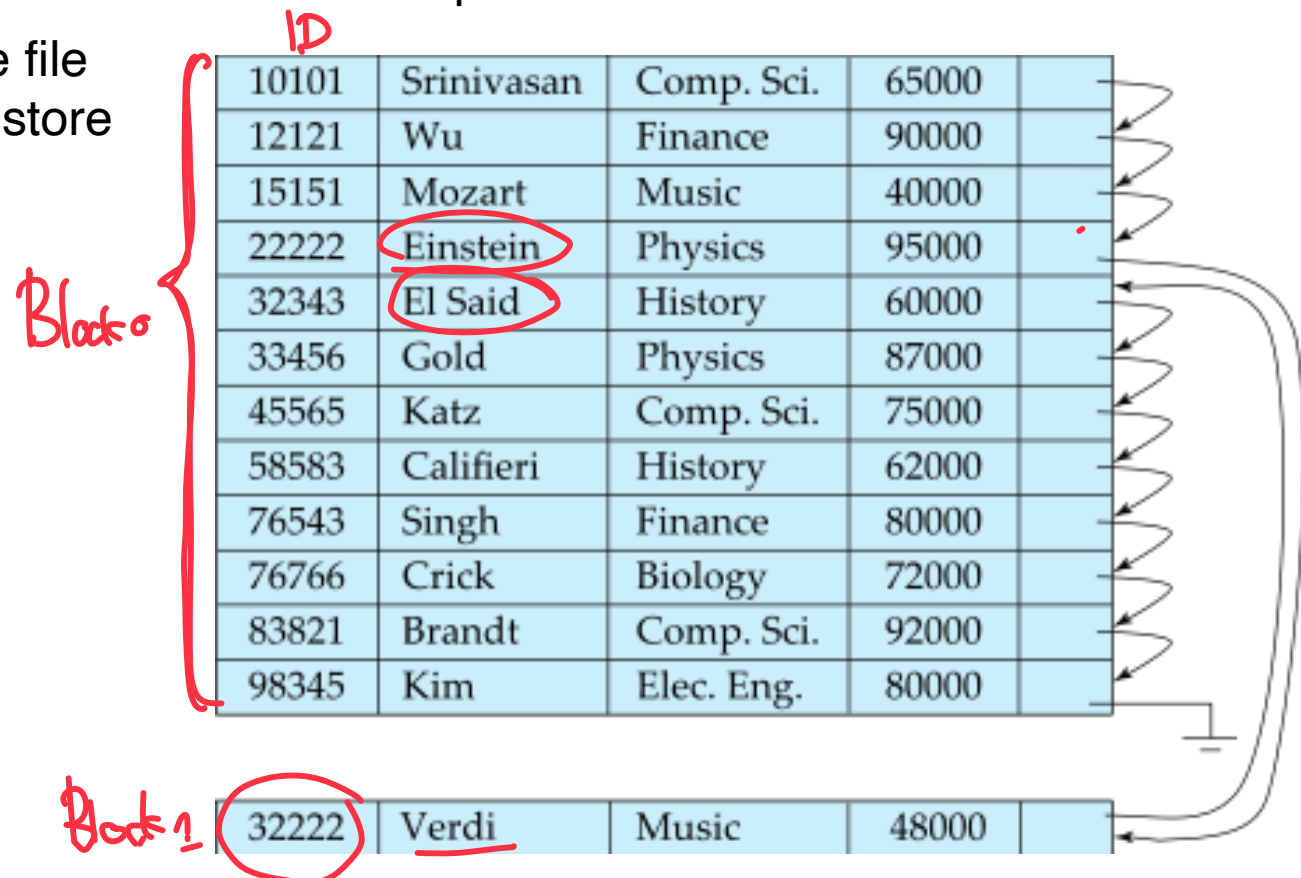 ID
e file
store
10101 Srinivasan Comp. Sci. 65000
12121 Wu Finance 90000
15151 Mozart Music 40000
22222 Einstein Physics 95000
Block 0
32343 El Said History 60000
33456 Gold Physics 87000
45565 Katz Comp. Sci. 75000
58583 Califieri History 62000
76543 Singh Finance 80000
76766 Crick Biology 72000
83821 Brandt Comp. Sci. 92000
98345 Kim Elec. Eng. 80000
Block 1 32222 Verdi Music 48000